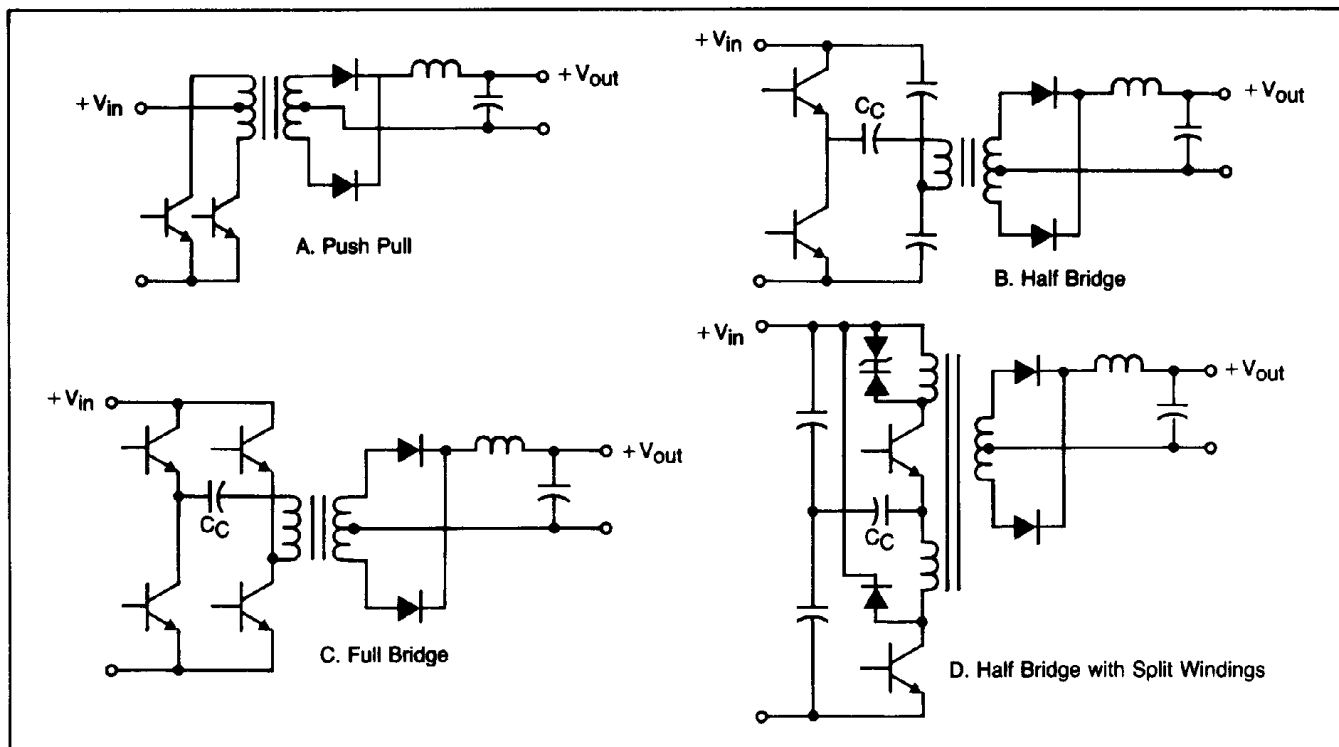 + Vin
+ Vout
A. Push Pull
+ Vin
CC
+ Vout
B. Half Bridge
+ Vin
CC
+ Vout
C. Full Bridge
+ Vin
CC
+ Vout
D. Half Bridge with Split Windings